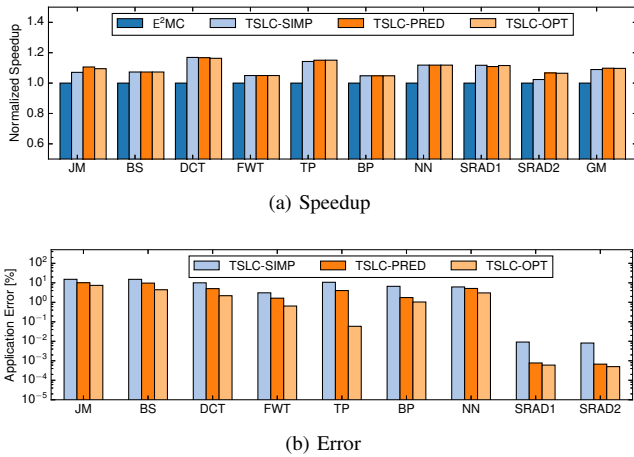 E²MC TSLC-SIMP TSLC-PRED TSLC-OPT
Normalized Speedup
1.4
1.2
1.0
0.8
0.6
JM BS DCT FWT TP BP NN SRAD1 SRAD2 GM
(a) Speedup
TSLC-SIMP TSLC-PRED TSLC-OPT
Application Error [%]
10²
10¹
10⁰
10⁻¹
10⁻²
10⁻³
10⁻⁴
10⁻⁵
JM BS DCT FWT TP BP NN SRAD1 SRAD2
(b) Error